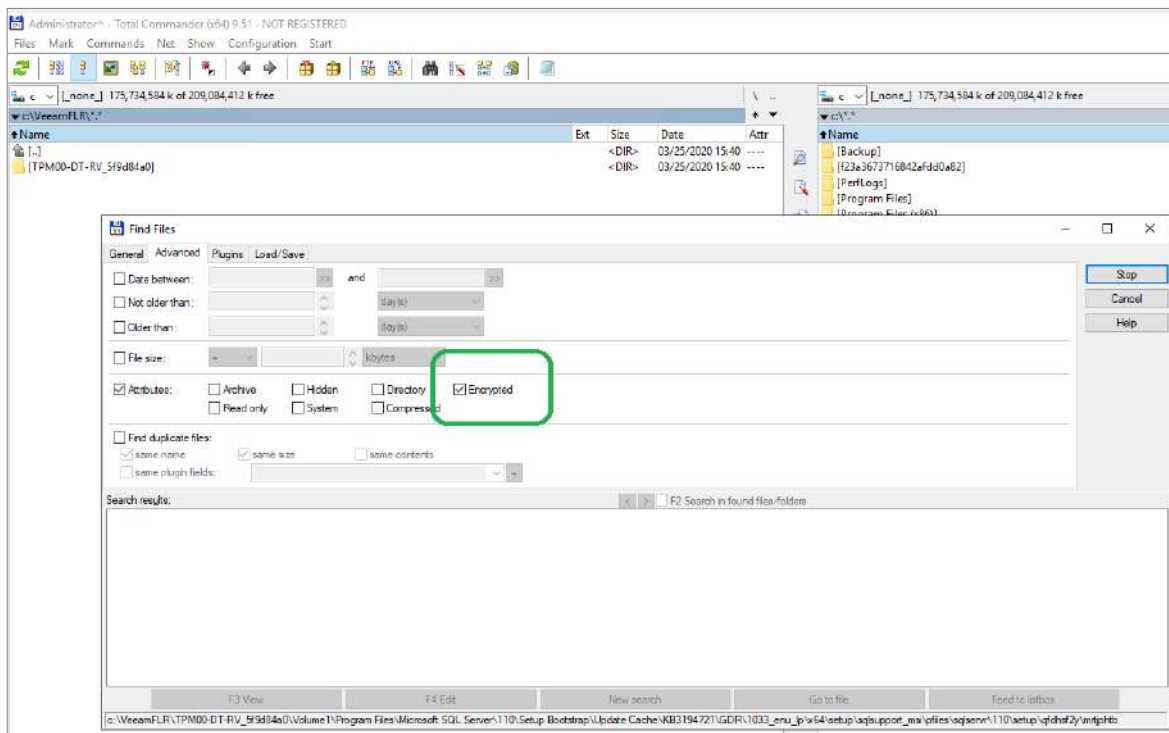 Administrator^ - Total Commander (x64) 9.51 - NOT REGISTERED
Files Mark Commands Net Show Configuration Start
c [_none_] 175,734,584 k of 209,084,412 k free \ ..
c:\VeeamFLR\*.* * ▼
Name Ext Size Date Attr
[..] <DIR> 03/25/2020 15:40 ----
[TPM00-DT-RV_5f9d84a0] <DIR> 03/25/2020 15:40 ----
c [_none_] 175,734,584 k of 209,084,412 k free
c:\*.*
Name
[Backup]
[f23a3673716842afdd0a82]
[PerfLogs]
[Program Files]
[Program Files (x86)]
Find Files
General Advanced Plugins Load/Save
Date between: >> and >>
Not older than: day(s)
Older than: day(s)
File size: = kbytes
Attributes: Archive Hidden Directory Encrypted
Read only System Compressed
Find duplicate files:
same name same size same contents
same plugin fields: +
Stop
Cancel
Help
Search results: < > F2 Search in found files/folders
F3 View F4 Edit New search Go to file Feed to listbox
c:\VeeamFLR\TPM00-DT-RV_5f9d84a0\Volume1\Program Files\Microsoft SQL Server\110\Setup Bootstrap\Update Cache\KB3194721\GDR\1033_enu_lp\x64\setup\sqlsupport_msi\pfiles\sqlservr\110\setup\